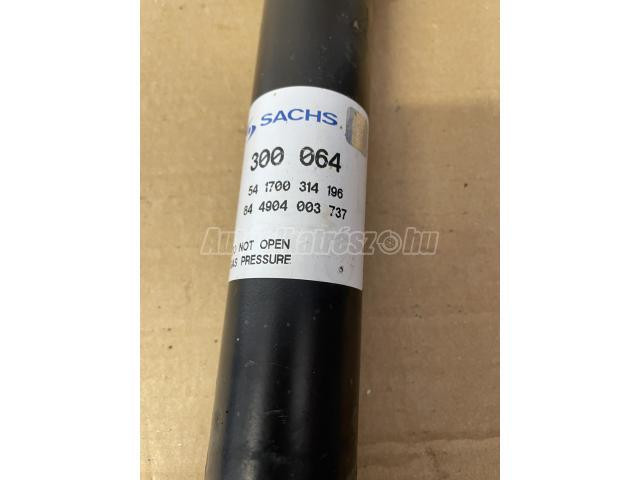 SACHS
300 064
54 1700 314 196
84 4904 003 737
NOT OPEN
PRESSURE